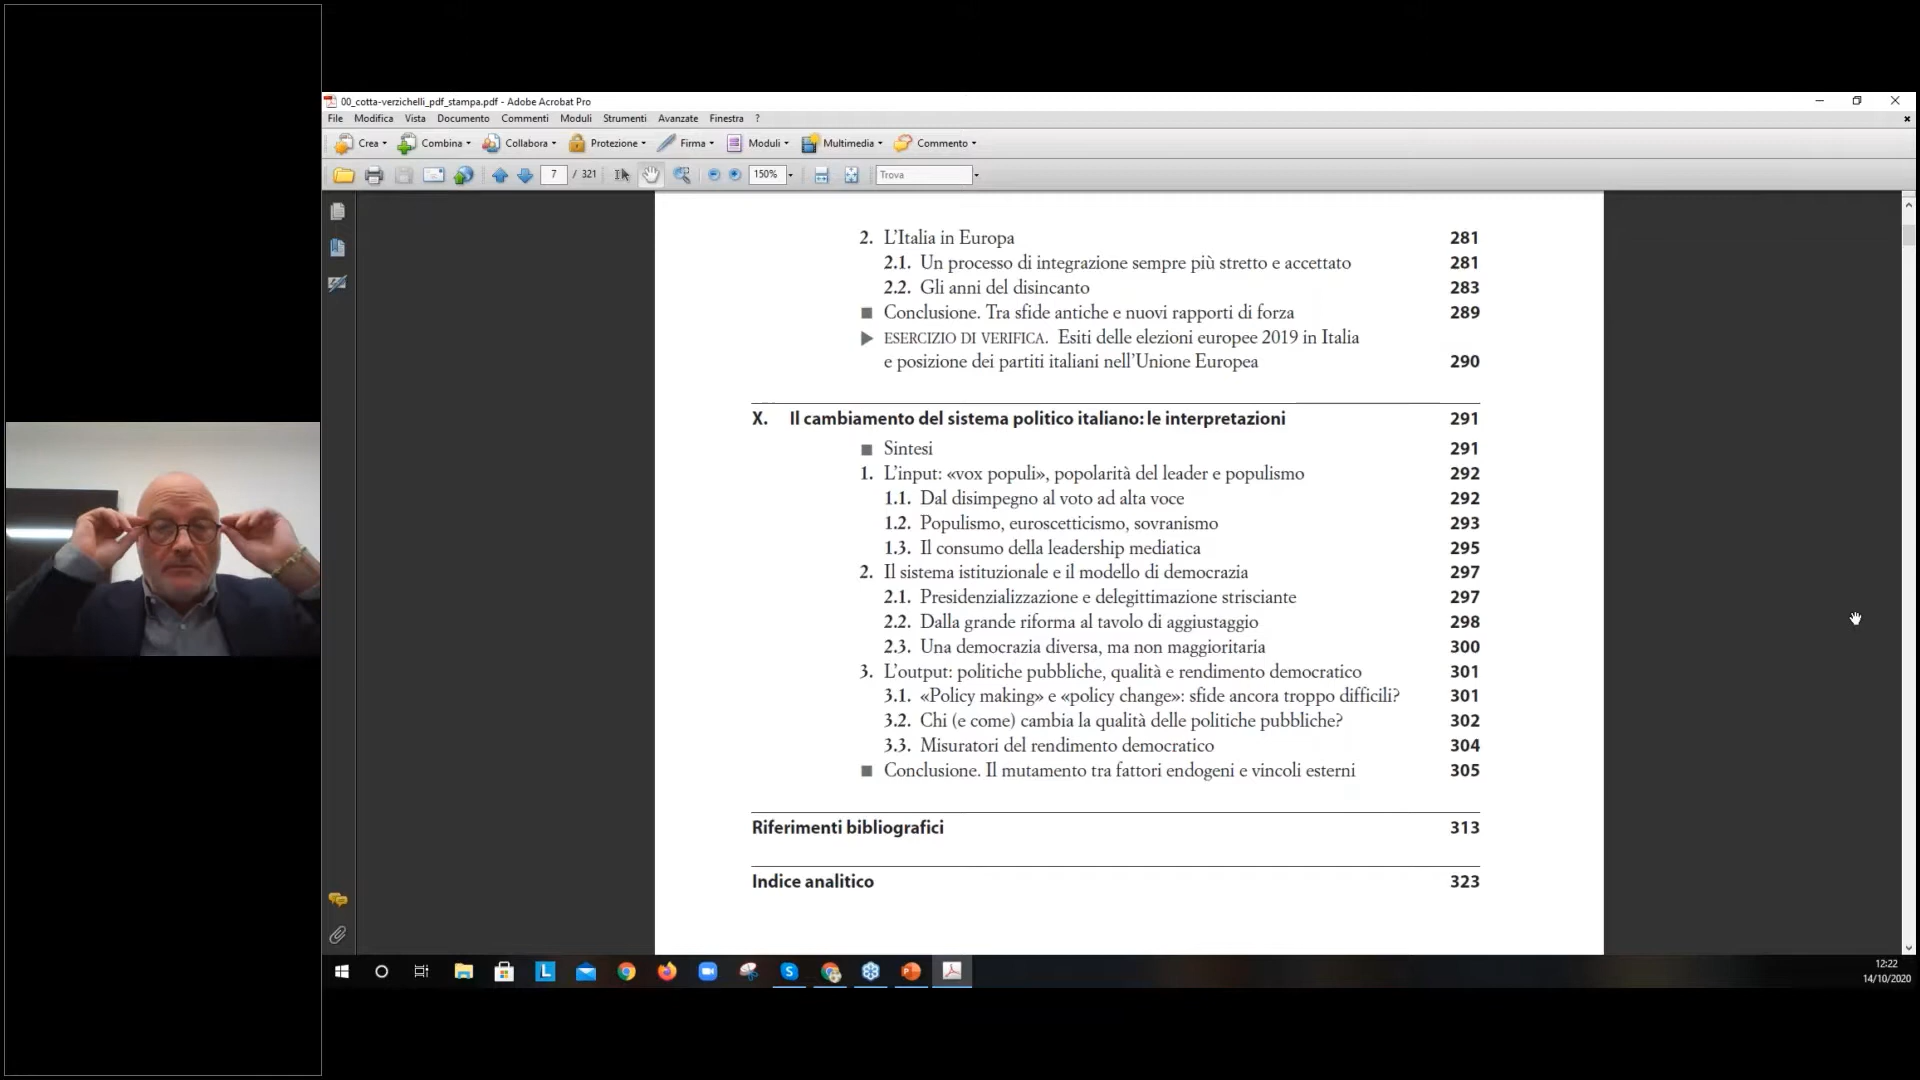 00_cotta-verzichelli_pdf_stampa.pdf - Adobe Acrobat Pro
File Modifica Vista Documento Commenti Moduli Strumenti Avanzate Finestra ?
Crea Combina Collabora Protezione Firma Moduli Multimedia Commento
7 / 321 150% Trova
2. L'Italia in Europa 281
2.1. Un processo di integrazione sempre più stretto e accettato 281
2.2. Gli anni del disincanto 283
■ Conclusione. Tra sfide antiche e nuovi rapporti di forza 289
▶ ESERCIZIO DI VERIFICA. Esiti delle elezioni europee 2019 in Italia
e posizione dei partiti italiani nell'Unione Europea 290
X. Il cambiamento del sistema politico italiano: le interpretazioni 291
■ Sintesi 291
1. L'input: «vox populi», popolarità del leader e populismo 292
1.1. Dal disimpegno al voto ad alta voce 292
1.2. Populismo, euroscetticismo, sovranismo 293
1.3. Il consumo della leadership mediatica 295
2. Il sistema istituzionale e il modello di democrazia 297
2.1. Presidenzializzazione e delegittimazione strisciante 297
2.2. Dalla grande riforma al tavolo di aggiustaggio 298
2.3. Una democrazia diversa, ma non maggioritaria 300
3. L'output: politiche pubbliche, qualità e rendimento democratico 301
3.1. «Policy making» e «policy change»: sfide ancora troppo difficili? 301
3.2. Chi (e come) cambia la qualità delle politiche pubbliche? 302
3.3. Misuratori del rendimento democratico 304
■ Conclusione. Il mutamento tra fattori endogeni e vincoli esterni 305
Riferimenti bibliografici 313
Indice analitico 323
12:22
14/10/2020